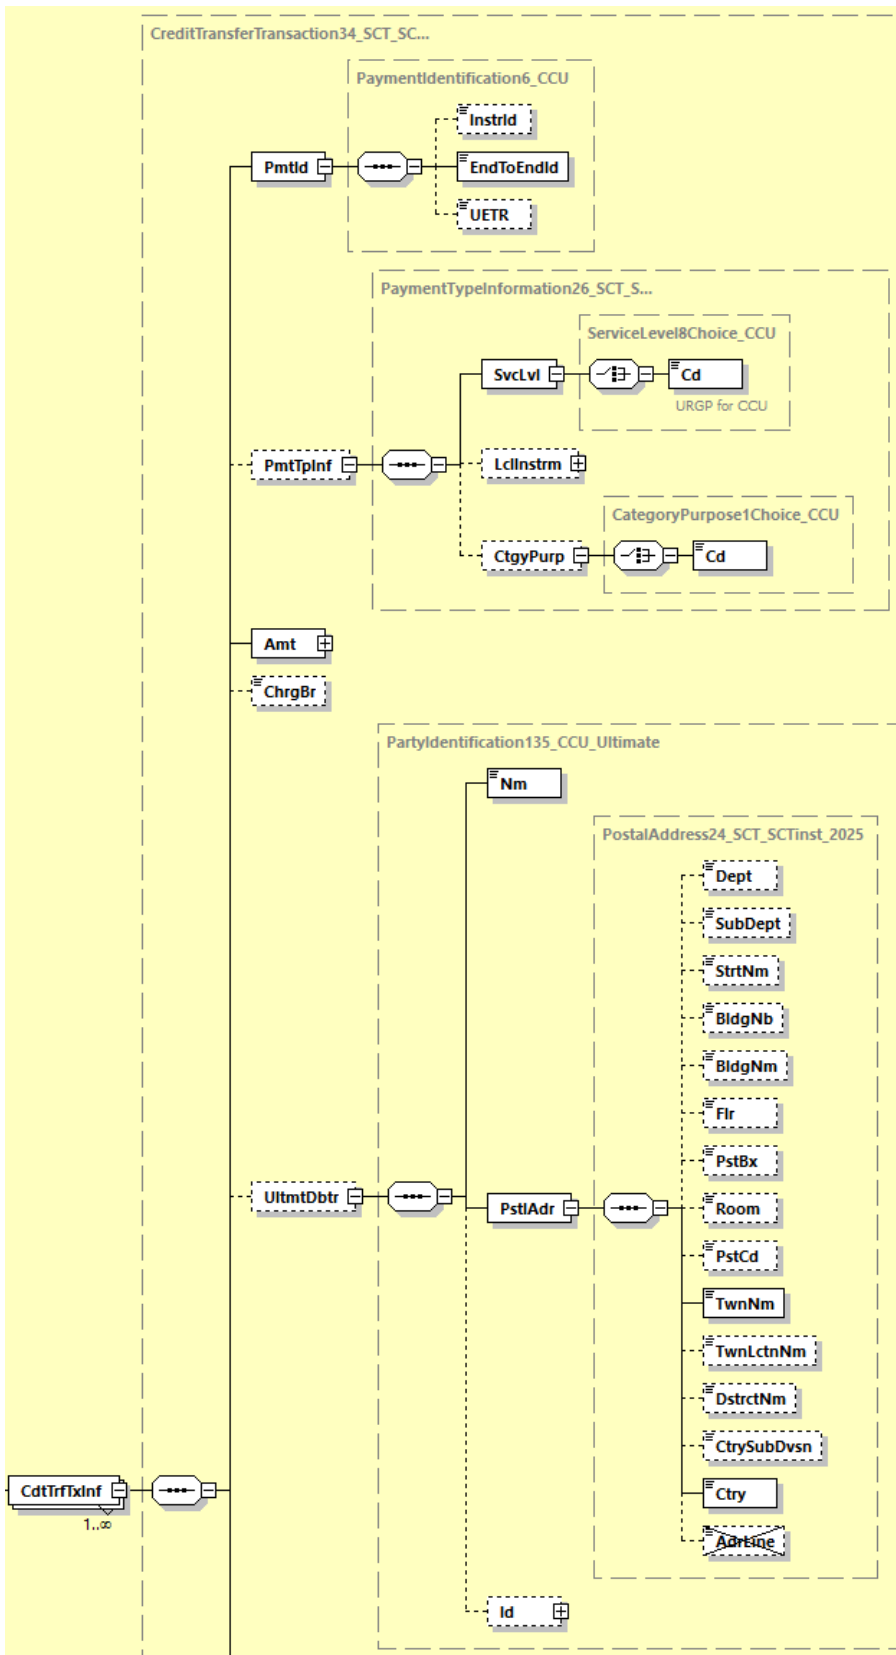 CreditTransferTransaction34_SCT_SC...
PaymentIdentification6_CCU
InstrId
PmtId
EndToEndId
UETR
PaymentTypeInformation26_SCT_S...
ServiceLevel8Choice_CCU
SvcLvl
Cd
URGP for CCU
PmtTpInf
LclInstrm
CategoryPurpose1Choice_CCU
CtgyPurp
Cd
Amt
ChrgBr
PartyIdentification135_CCU_Ultimate
Nm
PostalAddress24_SCT_SCTinst_2025
Dept
SubDept
StrtNm
BldgNb
BldgNm
Flr
PstBx
UltmtDbtr
PstlAdr
Room
PstCd
TwnNm
TwnLctnNm
DstrctNm
CtrySubDvsn
CdtTrfTxInf
1..∞
Ctry
AdrLine
Id